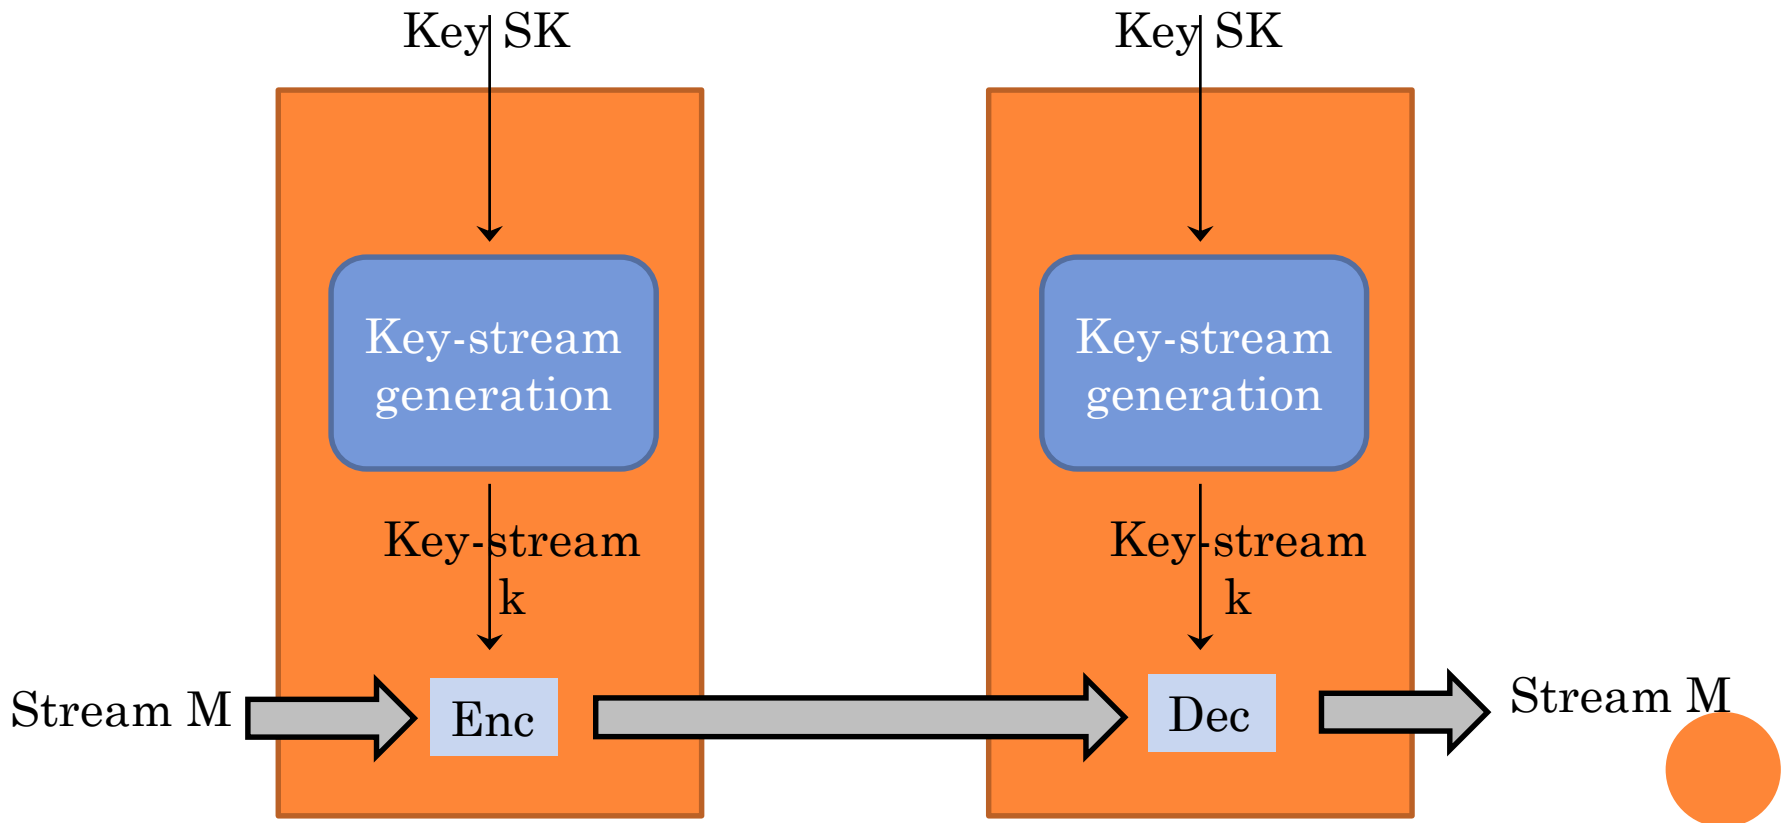 Key SK
Key-stream
generation
Key-stream
k
Stream M
Enc
Key SK
Key-stream
generation
Key-stream
k
Dec
Stream M